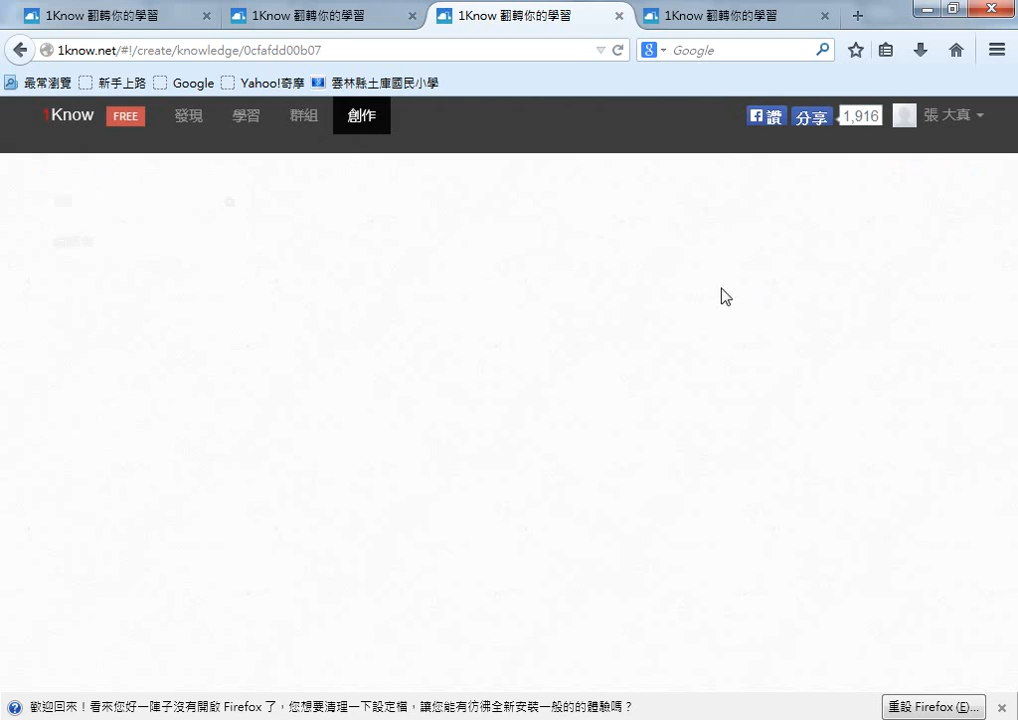 1Know 翻轉你的學習
1Know 翻轉你的學習
1Know 翻轉你的學習
1Know 翻轉你的學習
1know.net/#!/create/knowledge/0cfafdd00b07
Google
最常瀏覽 新手上路 Google Yahoo!奇摩 雲林縣土庫國民小學
1Know FREE 發現 學習 群組 創作 讚 分享 1,916 張 大真
歡迎回來！看來您好一陣子沒有開啟 Firefox 了，您想要清理一下設定檔，讓您能有彷彿全新安裝一般的的體驗嗎？
重設 Firefox (E)...